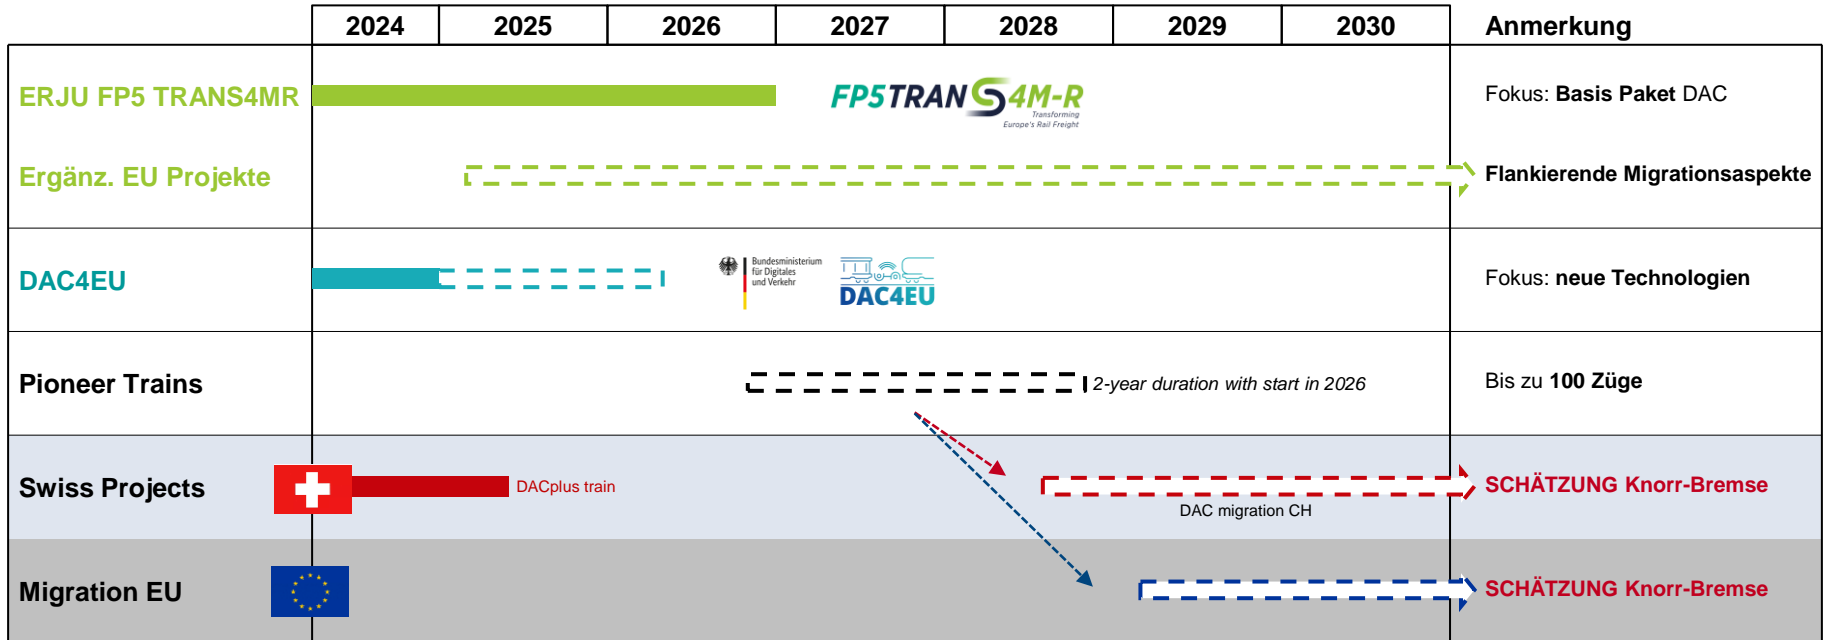 2024 2025 2026 2027 2028 2029 2030 Anmerkung
ERJU FP5 TRANS4MR
FP5TRANS4M-R
Transforming
Europe's Rail Freight
Fokus: Basis Paket DAC
Ergänz. EU Projekte
Flankierende Migrationsaspekte
DAC4EU
Bundesministerium
für Digitales
und Verkehr
DAC4EU
Fokus: neue Technologien
Pioneer Trains
2-year duration with start in 2026
Bis zu 100 Züge
Swiss Projects
DACplus train
DAC migration CH
SCHÄTZUNG Knorr-Bremse
Migration EU
SCHÄTZUNG Knorr-Bremse